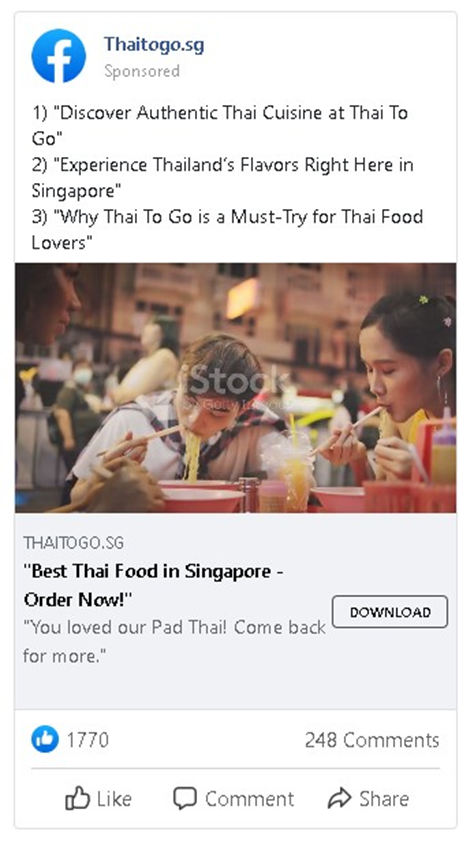 Thaitogo.sg
Sponsored
1) "Discover Authentic Thai Cuisine at Thai To
Go"
2) "Experience Thailand’s Flavors Right Here in
Singapore"
3) "Why Thai To Go is a Must-Try for Thai Food
Lovers"
iStock
THAITOGO.SG
"Best Thai Food in Singapore -
Order Now!"
DOWNLOAD
"You loved our Pad Thai! Come back
for more."
1770
248 Comments
Like
Comment
Share